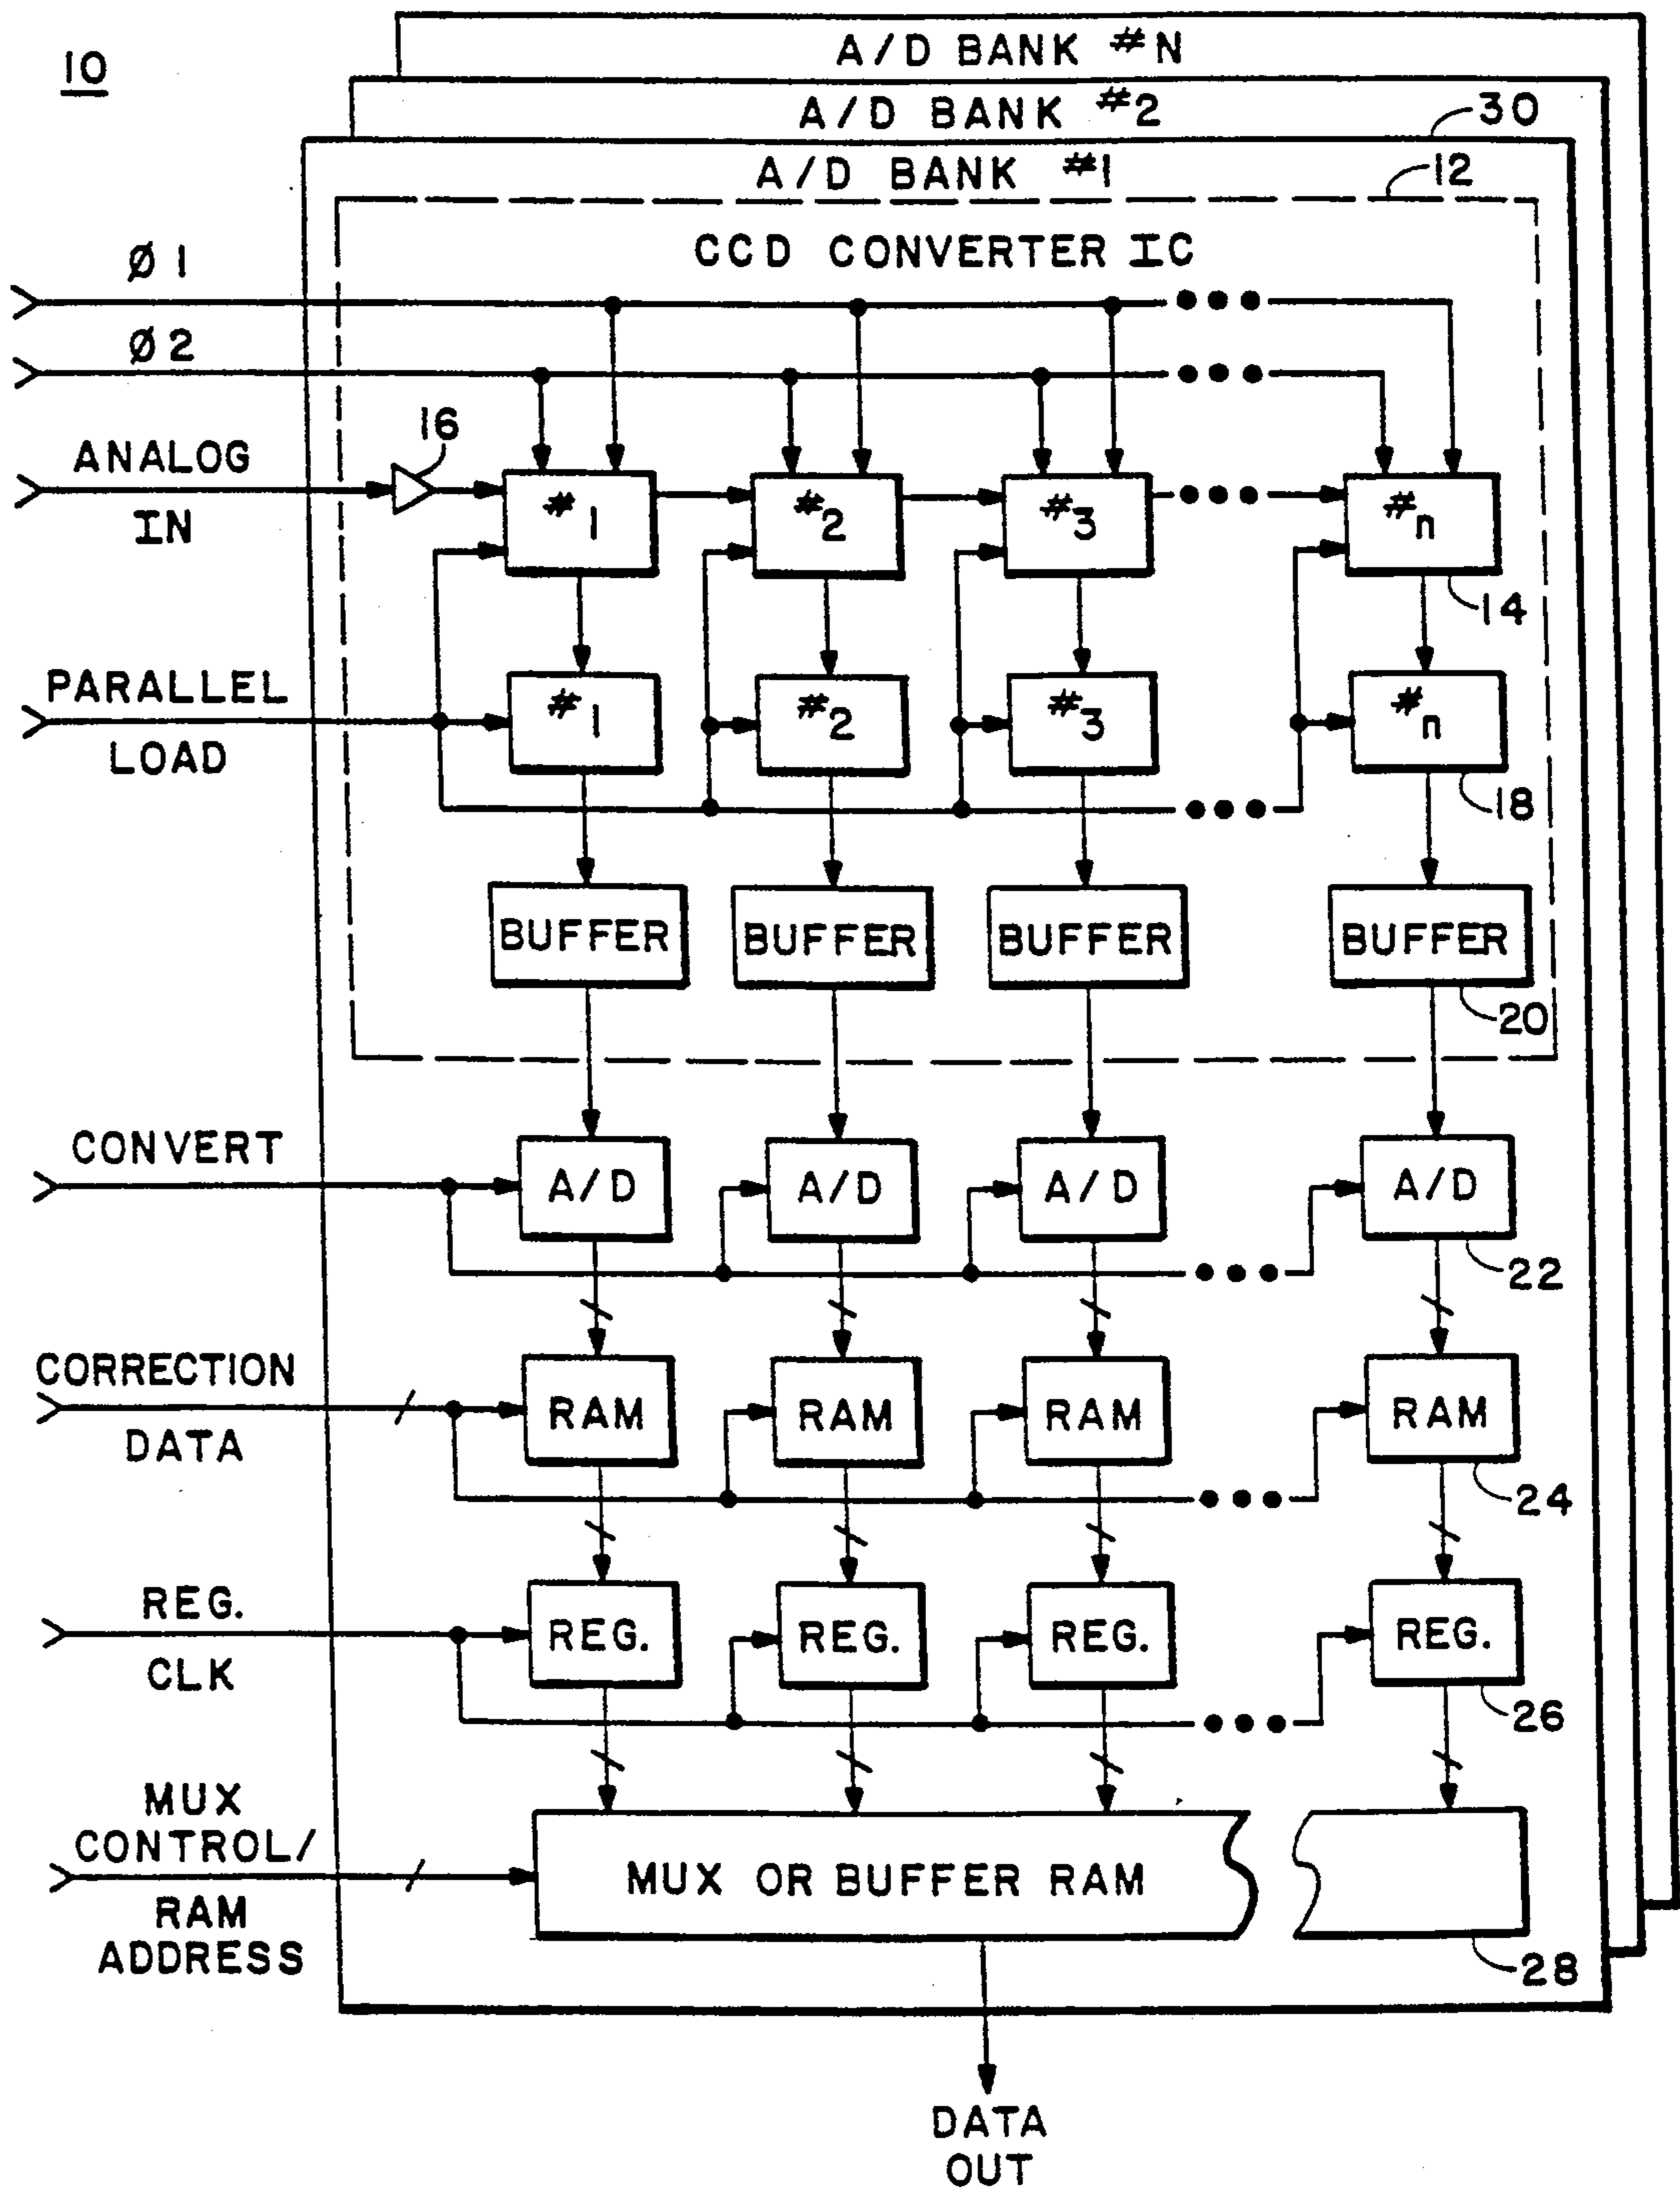 10
A/D BANK #N
A/D BANK #2
30
A/D BANK #1
12
CCD CONVERTER IC
Ø1
Ø2
16
ANALOG
IN
#1 #2 #3 #n
14
PARALLEL
LOAD
#1 #2 #3 #n
18
BUFFER BUFFER BUFFER BUFFER
20
CONVERT
A/D A/D A/D A/D
22
CORRECTION
DATA
RAM RAM RAM RAM
24
REG.
CLK
REG. REG. REG. REG.
26
MUX
CONTROL/
RAM
ADDRESS
MUX OR BUFFER RAM
28
DATA
OUT